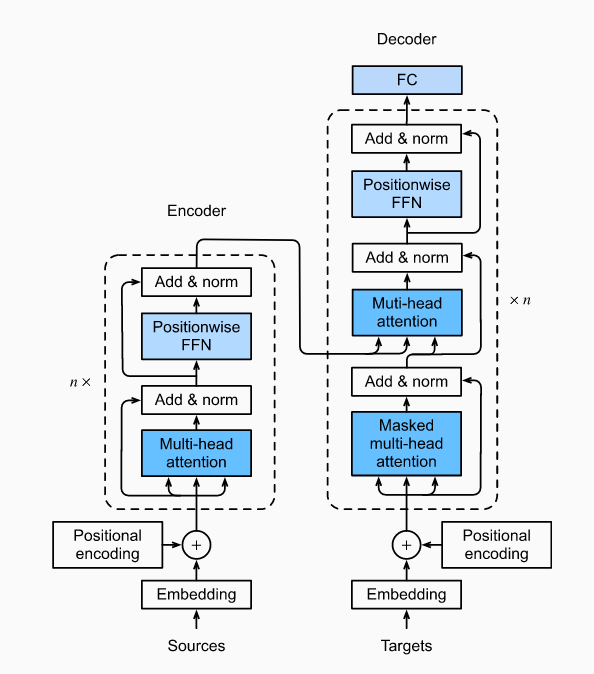 Decoder
FC
Add & norm
Positionwise
FFN
Add & norm
Muti-head
attention
× n
Add & norm
Masked
multi-head
attention
Positional
encoding
+
Embedding
Targets
Encoder
Add & norm
Positionwise
FFN
n ×
Add & norm
Multi-head
attention
Positional
encoding
+
Embedding
Sources